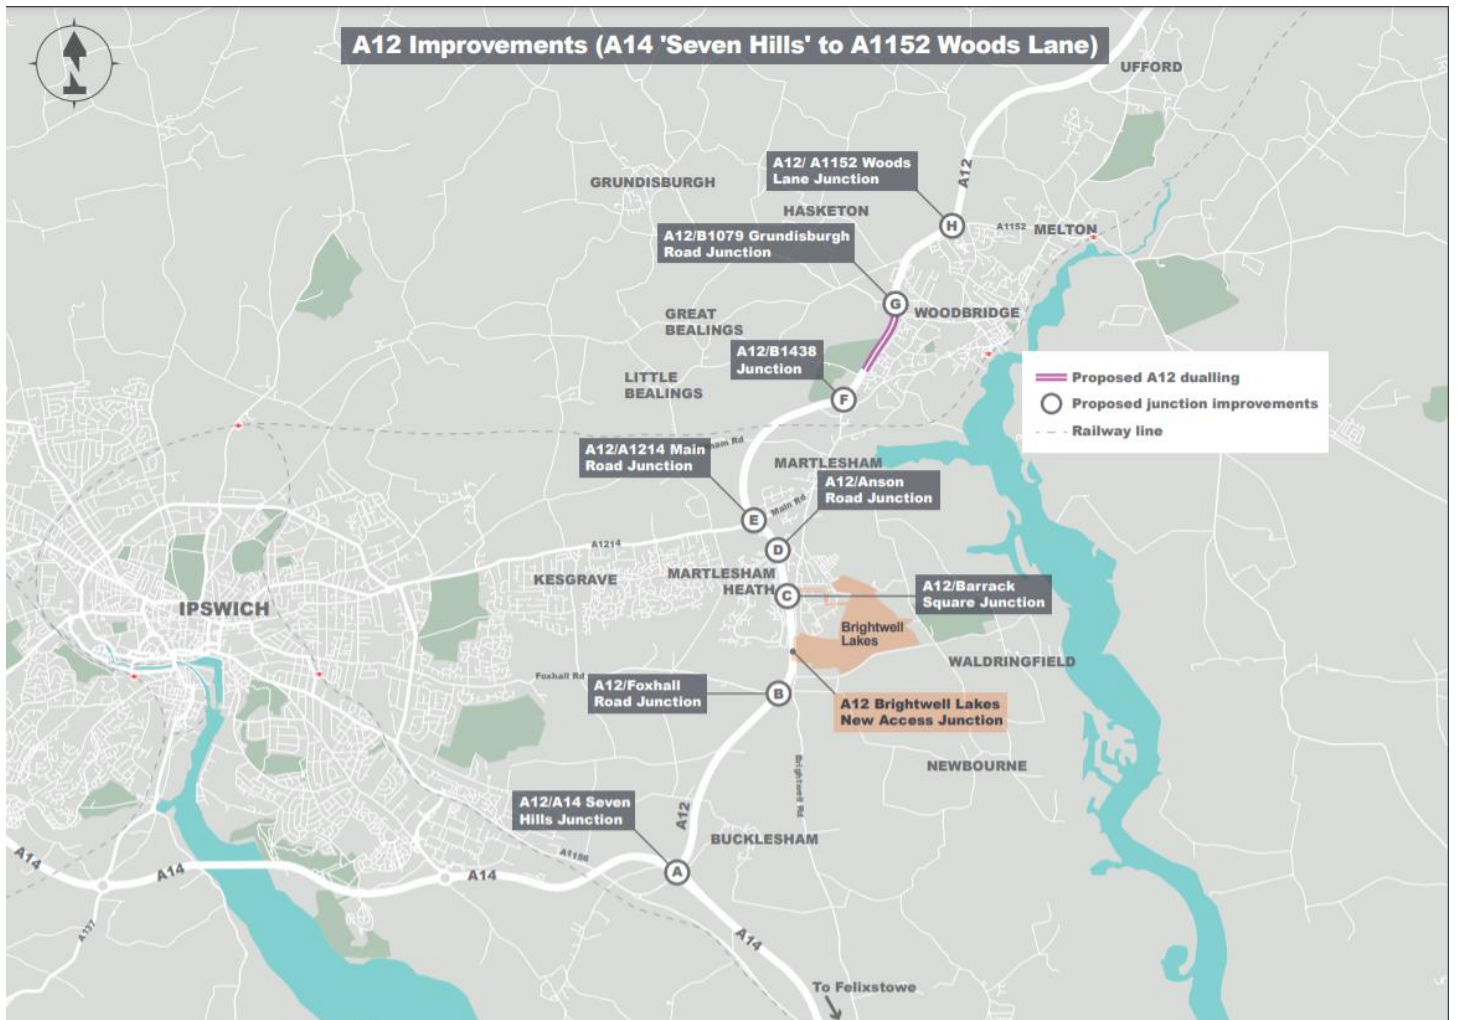 A12 Improvements (A14 'Seven Hills' to A1152 Woods Lane)
N
UFFORD
A12/ A1152 Woods
Lane Junction
A12
GRUNDISBURGH
HASKETON
H
A1152
MELTON
A12/B1079 Grundisburgh
Road Junction
G
WOODBRIDGE
GREAT
BEALINGS
A12/B1438
Junction
LITTLE
BEALINGS
F
Proposed A12 dualling
Proposed junction improvements
Railway line
A12/A1214 Main
Road Junction
Rd
MARTLESHAM
A12/Anson
Road Junction
Main Rd
E
A1214
D
KESGRAVE
MARTLESHAM
HEATH
C
A12/Barrack
Square Junction
IPSWICH
Brightwell
Lakes
WALDRINGFIELD
Foxhall Rd
A12/Foxhall
Road Junction
B
A12 Brightwell Lakes
New Access Junction
NEWBOURNE
Brightwell Rd
A12/A14 Seven
Hills Junction
A12
BUCKLESHAM
A14
A14
A14
A1156
A
A137
A14
To Felixstowe